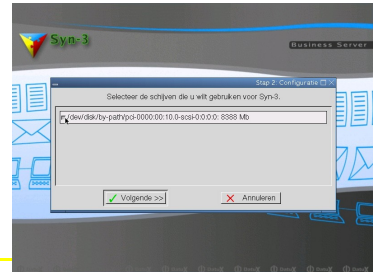 Syn-3
Business Server
Stap 2: Configuratie
Selecteer de schijven die u wilt gebruiken voor Syn-3.
/dev/disk/by-path/pci-0000:00:10.0-scsi-0:0:0:0: 8388 Mb
Volgende >>
Annuleren